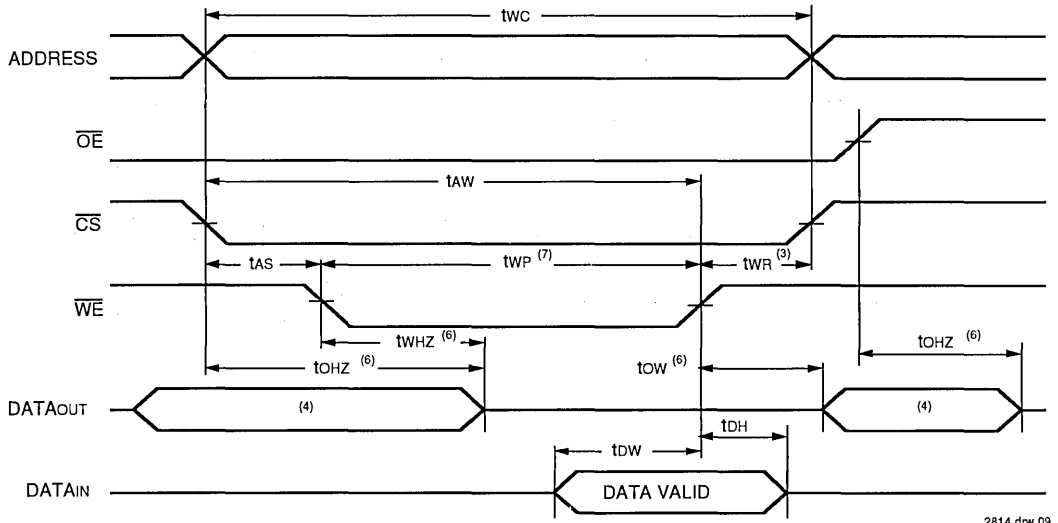 tWC
ADDRESS
OE
tAW
CS
tAS tWP (7) tWR (3)
WE
tWHZ (6)
tOHZ (6) tOW (6) tOHZ (6)
DATAOUT (4) (4)
tDH
tDW
DATAIN DATA VALID
2814 drw 09